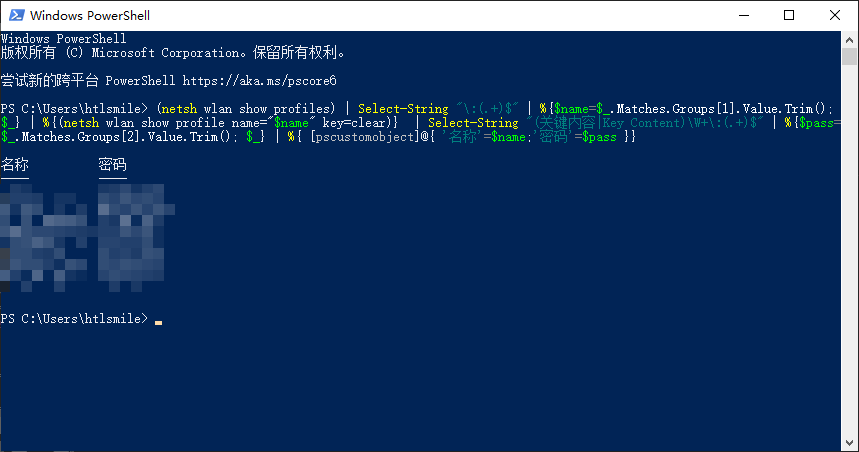 Windows PowerShell
Windows PowerShell
版权所有 (C) Microsoft Corporation。保留所有权利。
尝试新的跨平台 PowerShell https://aka.ms/pscore6
PS C:\Users\htlsmile> (netsh wlan show profiles) | Select-String "\:(.+)$" | %{$name=$_.Matches.Groups[1].Value.Trim();
$_} | %{(netsh wlan show profile name="$name" key=clear)}  | Select-String "(关键内容|Key Content)\W+\:(.+)$" | %{$pass=
$_.Matches.Groups[2].Value.Trim(); $_} | %{ [pscustomobject]@{ '名称'=$name;'密码'=$pass }}
名称 密码
PS C:\Users\htlsmile>